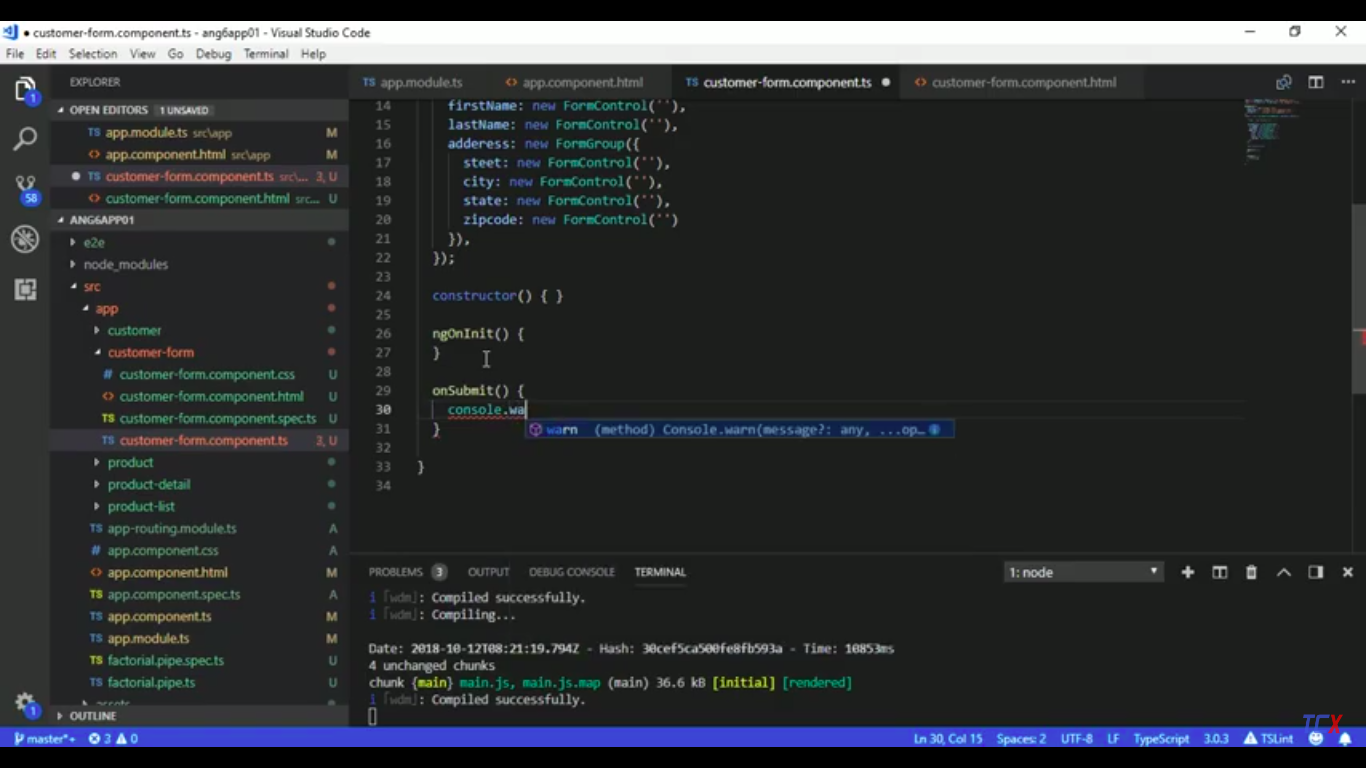 customer-form.component.ts - ang6app01 - Visual Studio Code
File Edit Selection View Go Debug Terminal Help
EXPLORER
OPEN EDITORS 1 UNSAVED
TS app.module.ts src\app M
<> app.component.html src\app M
TS customer-form.component.ts src\... 3, U
<> customer-form.component.html src... U
ANG6APP01
e2e
node_modules
src
app
customer
customer-form
# customer-form.component.css U
<> customer-form.component.html U
TS customer-form.component.spec.ts U
TS customer-form.component.ts 3, U
product
product-detail
product-list
TS app-routing.module.ts A
# app.component.css A
<> app.component.html M
TS app.component.spec.ts A
TS app.component.ts M
TS app.module.ts M
TS factorial.pipe.spec.ts U
TS factorial.pipe.ts U
assets
OUTLINE
1
58
1
TS app.module.ts <> app.component.html TS customer-form.component.ts <> customer-form.component.html
14 firstName: new FormControl(''),
15 lastName: new FormControl(''),
16 adderess: new FormGroup({
17 steet: new FormControl(''),
18 city: new FormControl(''),
19 state: new FormControl(''),
20 zipcode: new FormControl('')
21 }),
22 });
23
24 constructor() { }
25
26 ngOnInit() {
27 }
28
29 onSubmit() {
30 console.wa
31 }
warn (method) Console.warn(message?: any, ...op…
32
33 }
34
PROBLEMS 3 OUTPUT DEBUG CONSOLE TERMINAL 1: node
i ｢wdm｣: Compiled successfully.
i ｢wdm｣: Compiling...
Date: 2018-10-12T08:21:19.794Z - Hash: 30cef5ca500fe8fb593a - Time: 10853ms
4 unchanged chunks
chunk {main} main.js, main.js.map (main) 36.6 kB [initial] [rendered]
i ｢wdm｣: Compiled successfully.
TCX
master*+ 3 0 Ln 30, Col 15 Spaces: 2 UTF-8 LF TypeScript 3.0.3 TSLint